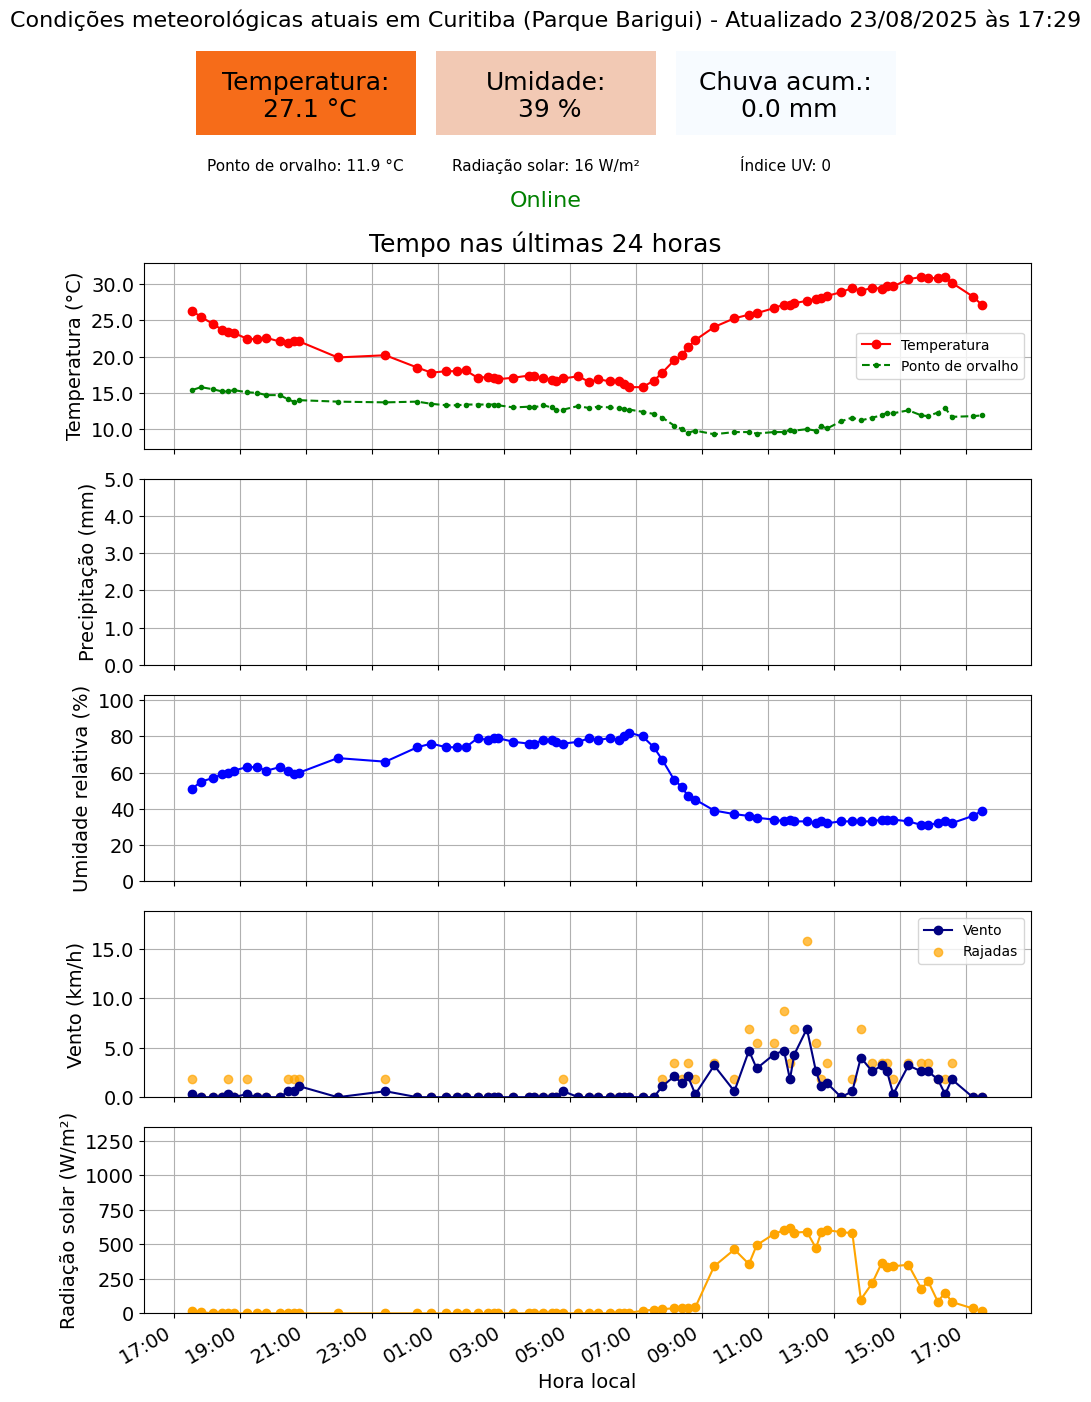 Condições meteorológicas atuais em Curitiba (Parque Barigui) - Atualizado 23/08/2025 às 17:29
Temperatura:
27.1 °C
Umidade:
39 %
Chuva acum.:
0.0 mm
Ponto de orvalho: 11.9 °C
Radiação solar: 16 W/m²
Índice UV: 0
Online
Tempo nas últimas 24 horas
Temperatura (°C)
30.0
25.0
20.0
15.0
10.0
Temperatura
Ponto de orvalho
Precipitação (mm)
5.0
4.0
3.0
2.0
1.0
0.0
Umidade relativa (%)
100
80
60
40
20
0
Vento (km/h)
15.0
10.0
5.0
0.0
Vento
Rajadas
Radiação solar (W/m²)
1250
1000
750
500
250
0
17:00
19:00
21:00
23:00
01:00
03:00
05:00
07:00
09:00
11:00
13:00
15:00
17:00
Hora local